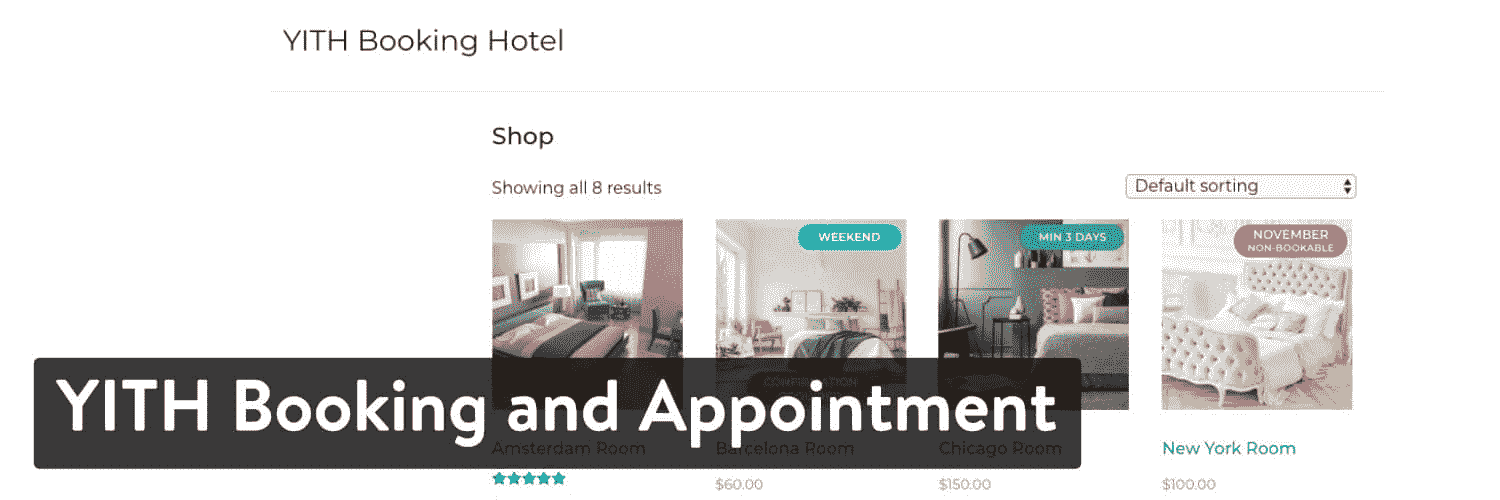 YITH Booking Hotel
Shop
Showing all 8 results
Default sorting
WEEKEND
MIN 3 DAYS
NOVEMBER
NON-BOOKABLE
CONFIRMATION
YITH Booking and Appointment
Amsterdam Room
Barcelona Room
Chicago Room
New York Room
$60.00
$150.00
$100.00